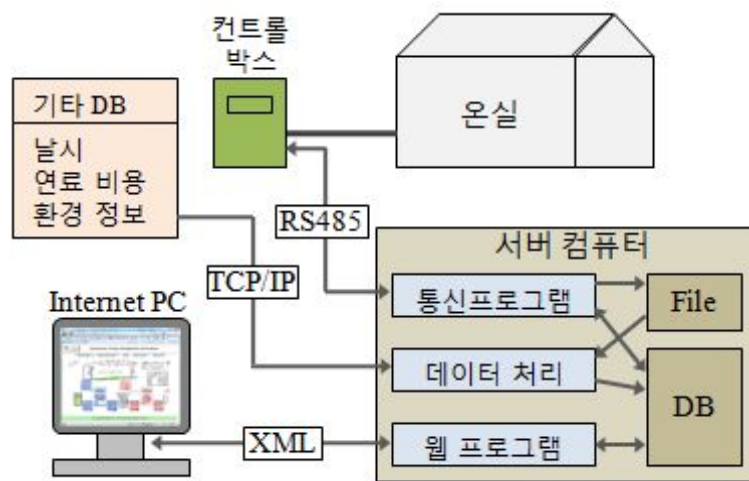 컨트롤
박스
온실
기타 DB
날시
연료 비용
환경 정보
RS485
서버 컴퓨터
TCP/IP
통신프로그램
File
Internet PC
데이터 처리
DB
XML
웹 프로그램